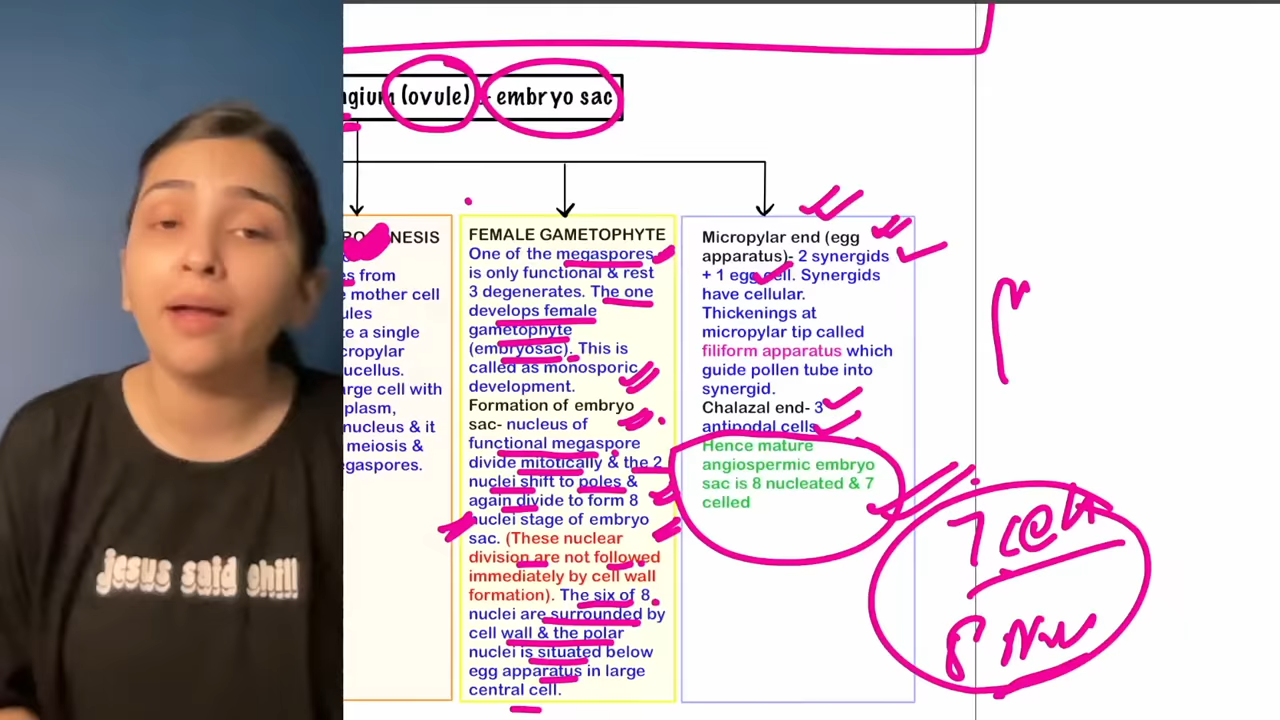 ngium (ovule) - embryo sac
NESIS
es from
e mother cell
ules
te a single
cropylar
ucellus.
arge cell with
plasm,
nucleus & it
meiosis &
egaspores.
FEMALE GAMETOPHYTE
One of the megaspores
is only functional & rest
3 degenerates. The one
develops female
gametophyte
(embryosac). This is
called as monosporic
development.
Formation of embryo
sac- nucleus of
functional megaspore
divide mitotically & the 2
nuclei shift to poles &
again divide to form 8
nuclei stage of embryo
sac. (These nuclear
division are not followed
immediately by cell wall
formation). The six of 8
nuclei are surrounded by
cell wall & the polar
nuclei is situated below
egg apparatus in large
central cell.
Micropylar end (egg
apparatus)- 2 synergids
+ 1 egg cell. Synergids
have cellular.
Thickenings at
micropylar tip called
filiform apparatus which
guide pollen tube into
synergid.
Chalazal end- 3
antipodal cells
Hence mature
angiospermic embryo
sac is 8 nucleated & 7
celled
7
8
jesus said chill